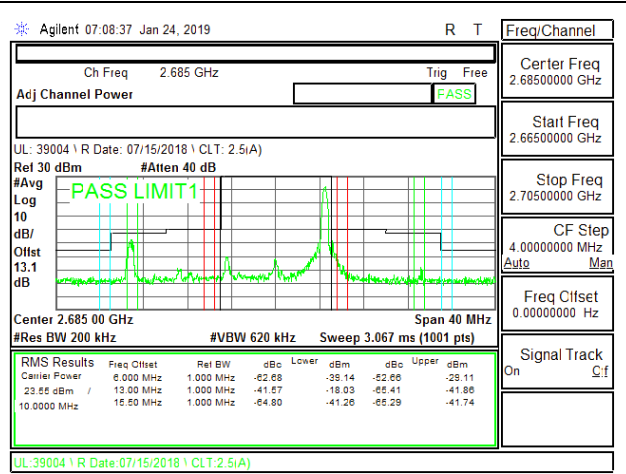 Agilent 07:08:37 Jan 24, 2019 R T
Freq/Channel
Ch Freq 2.685 GHz Trig Free
Adj Channel Power PASS
Center Freq
2.68500000 GHz
Start Freq
2.66500000 GHz
Stop Freq
2.70500000 GHz
CF Step
4.00000000 MHz
Auto Man
Freq Offset
0.00000000 Hz
Signal Track
On Off
UL: 39004 \ R Date: 07/15/2018 \ CLT: 2.5(A)
Ref 30 dBm #Atten 40 dB
#Avg
Log
10
dB/
Offst
13.1
dB
PASS LIMIT1
Center 2.685 00 GHz Span 40 MHz
#Res BW 200 kHz #VBW 620 kHz Sweep 3.067 ms (1001 pts)
RMS Results Freq Offset Ref BW dBc Lower dBm dBc Upper dBm
Carrier Power 6.000 MHz 1.000 MHz -62.68 -39.14 -52.66 -29.11
23.55 dBm / 13.00 MHz 1.000 MHz -41.57 -18.03 -65.41 -41.86
10.0000 MHz 15.50 MHz 1.000 MHz -64.80 -41.26 -65.29 -41.74
UL:39004 \ R Date:07/15/2018 \ CLT:2.5(A)